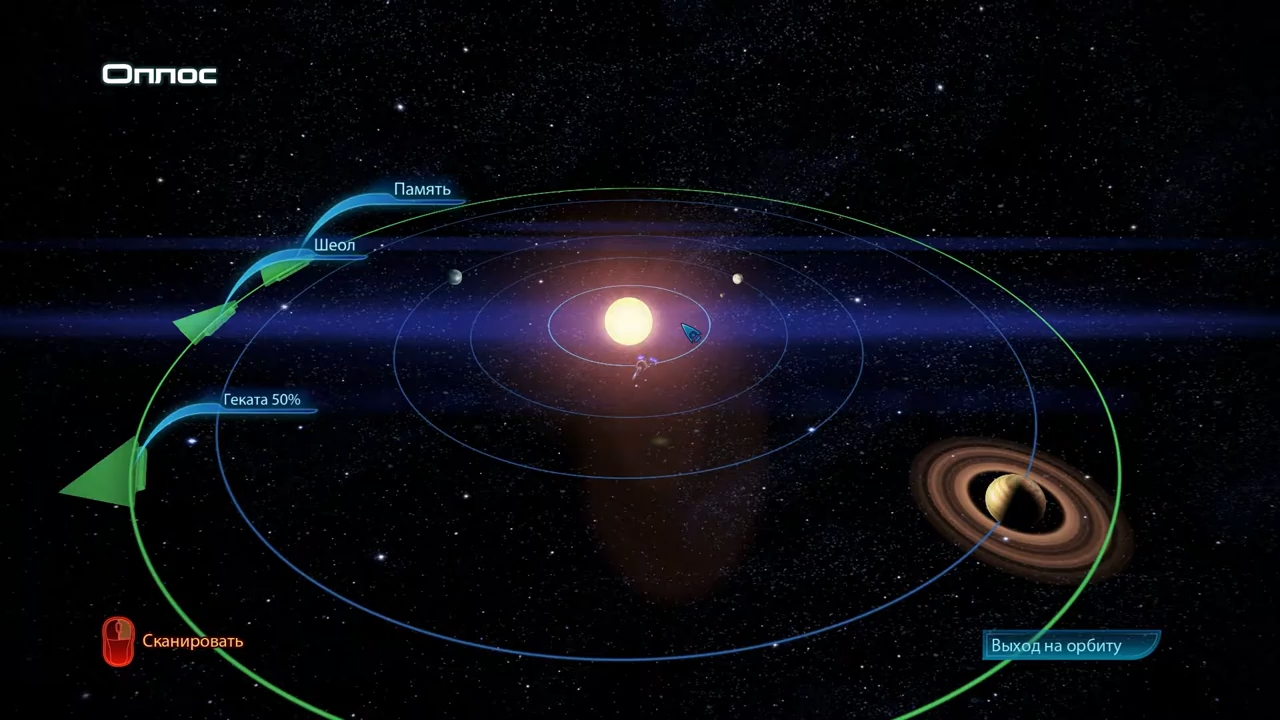 Оплос
Память
Шеол
Геката 50%
Сканировать
Выход на орбиту